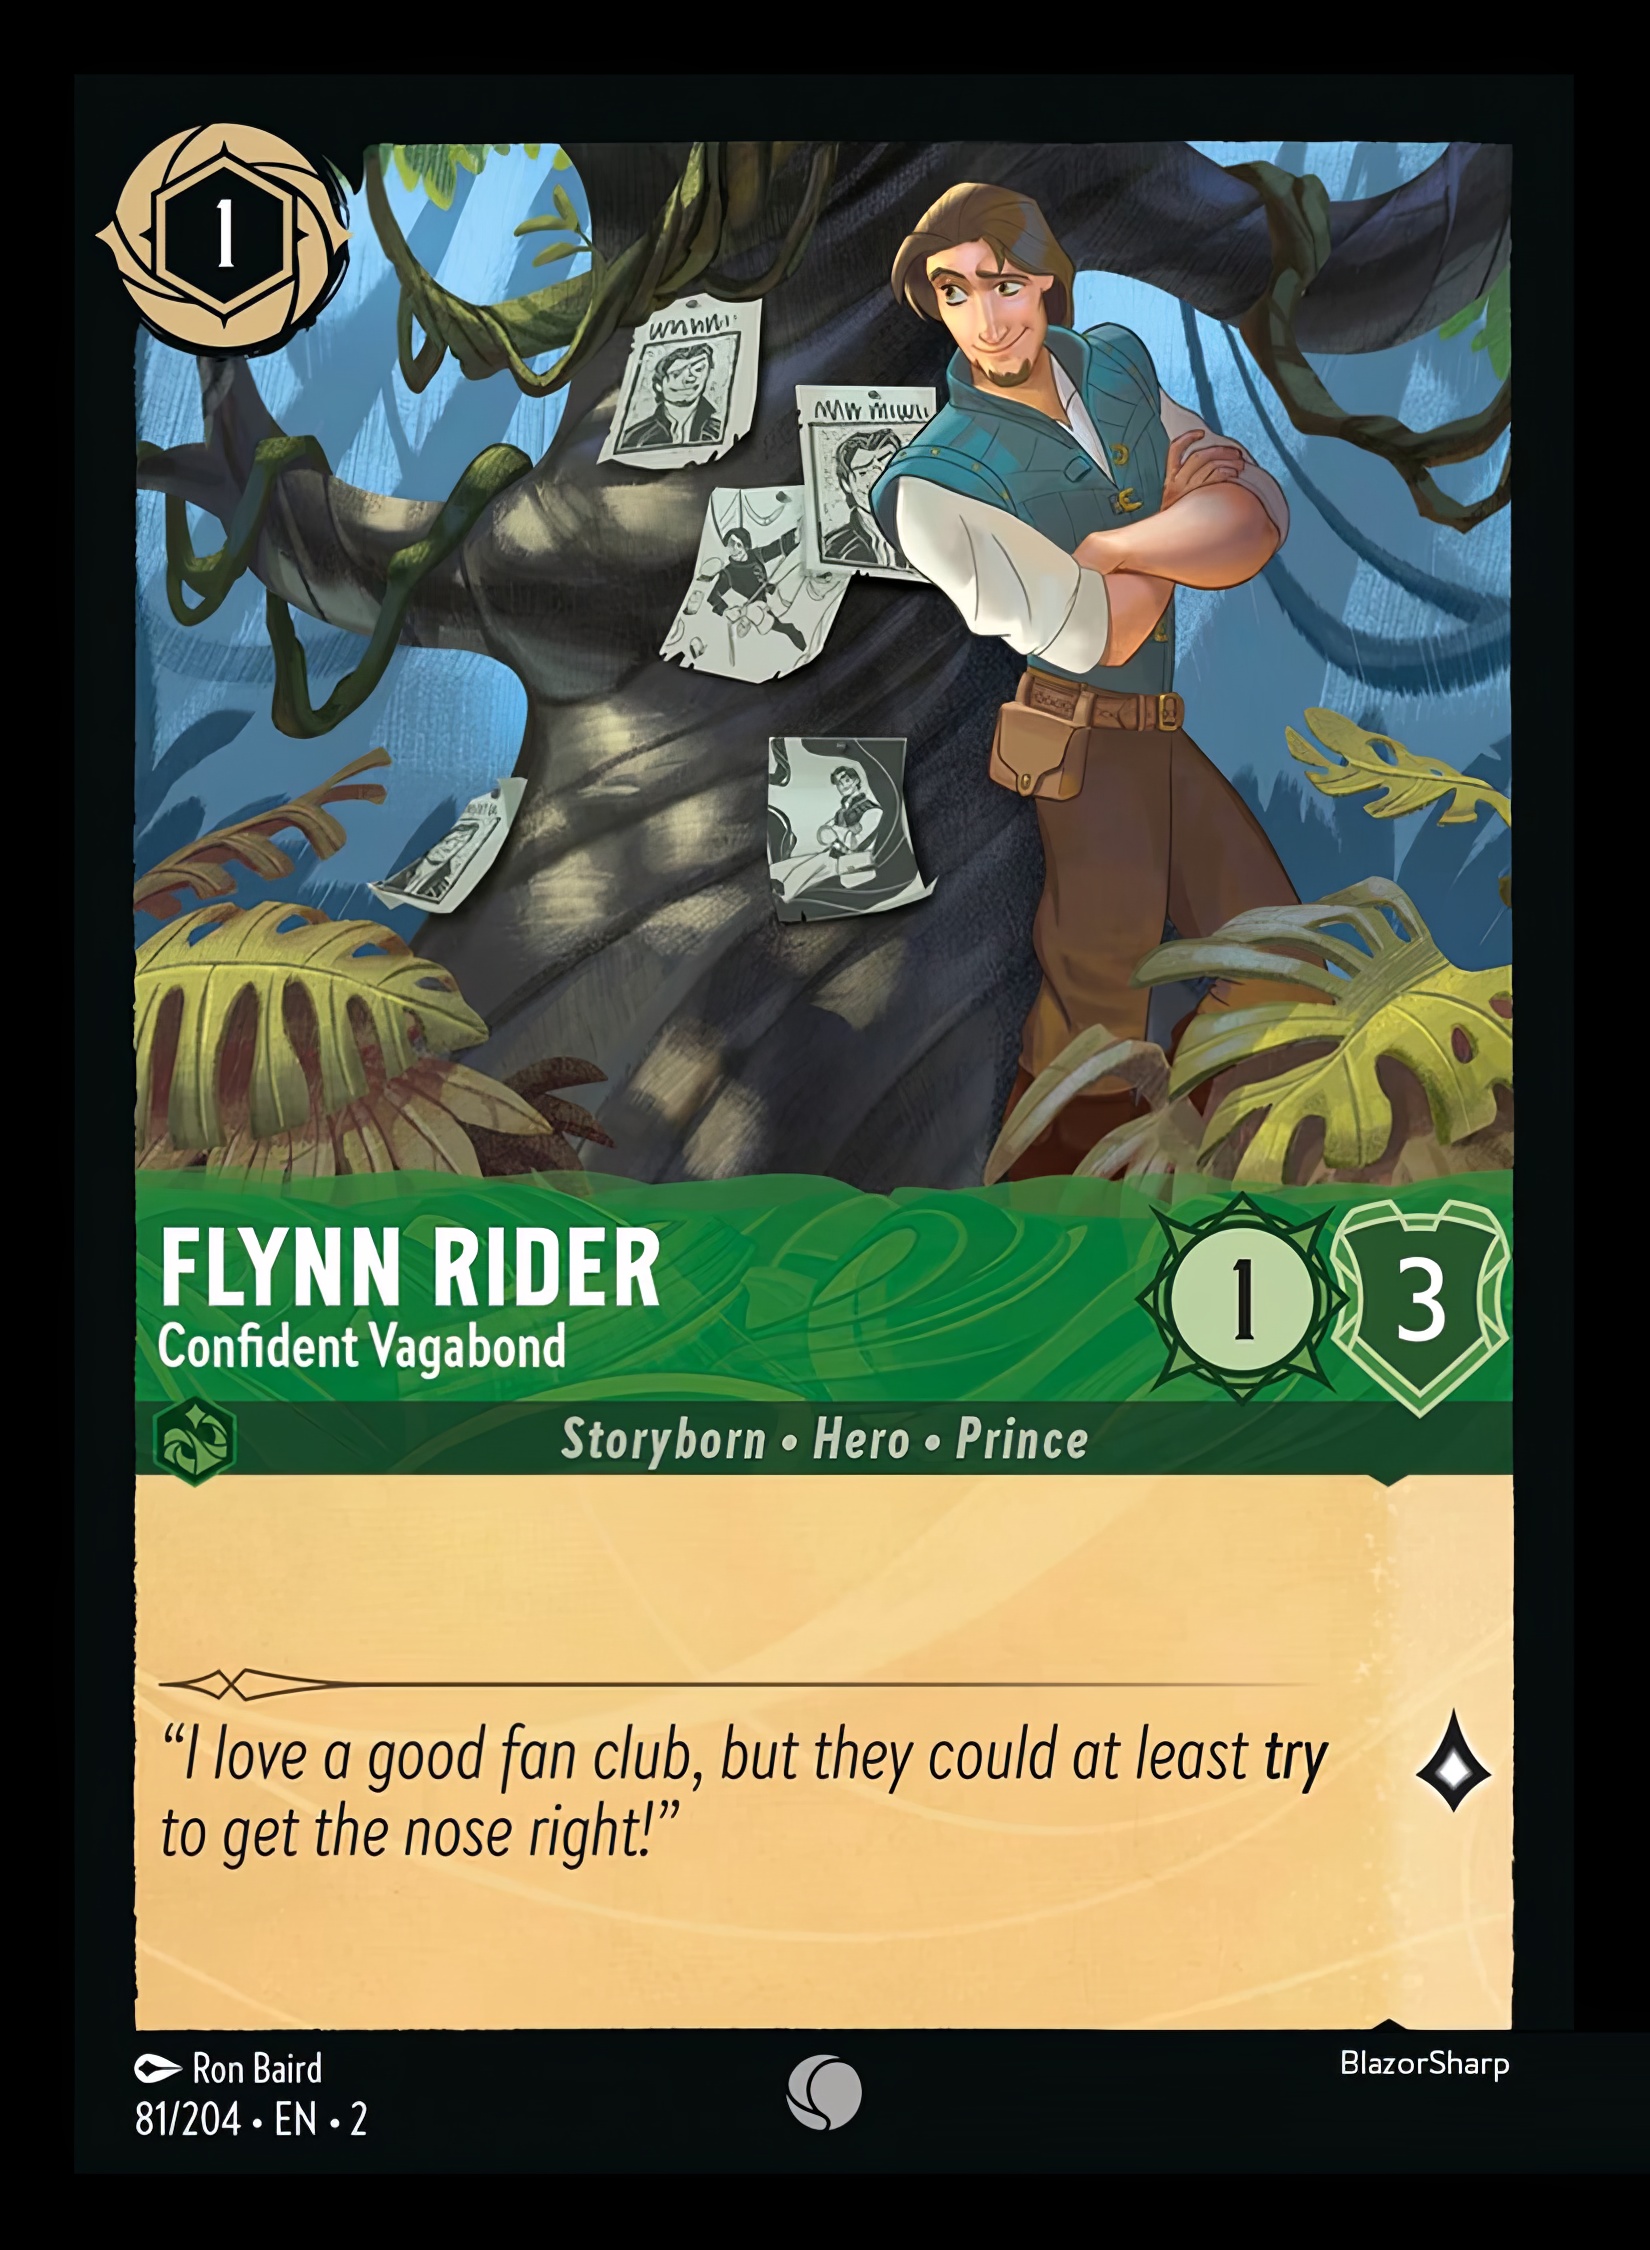 1
FLYNN RIDER
1
3
Confident Vagabond
Storyborn • Hero • Prince
“I love a good fan club, but they could at least try
to get the nose right!”
Ron Baird
BlazorSharp
81/204 • EN • 2